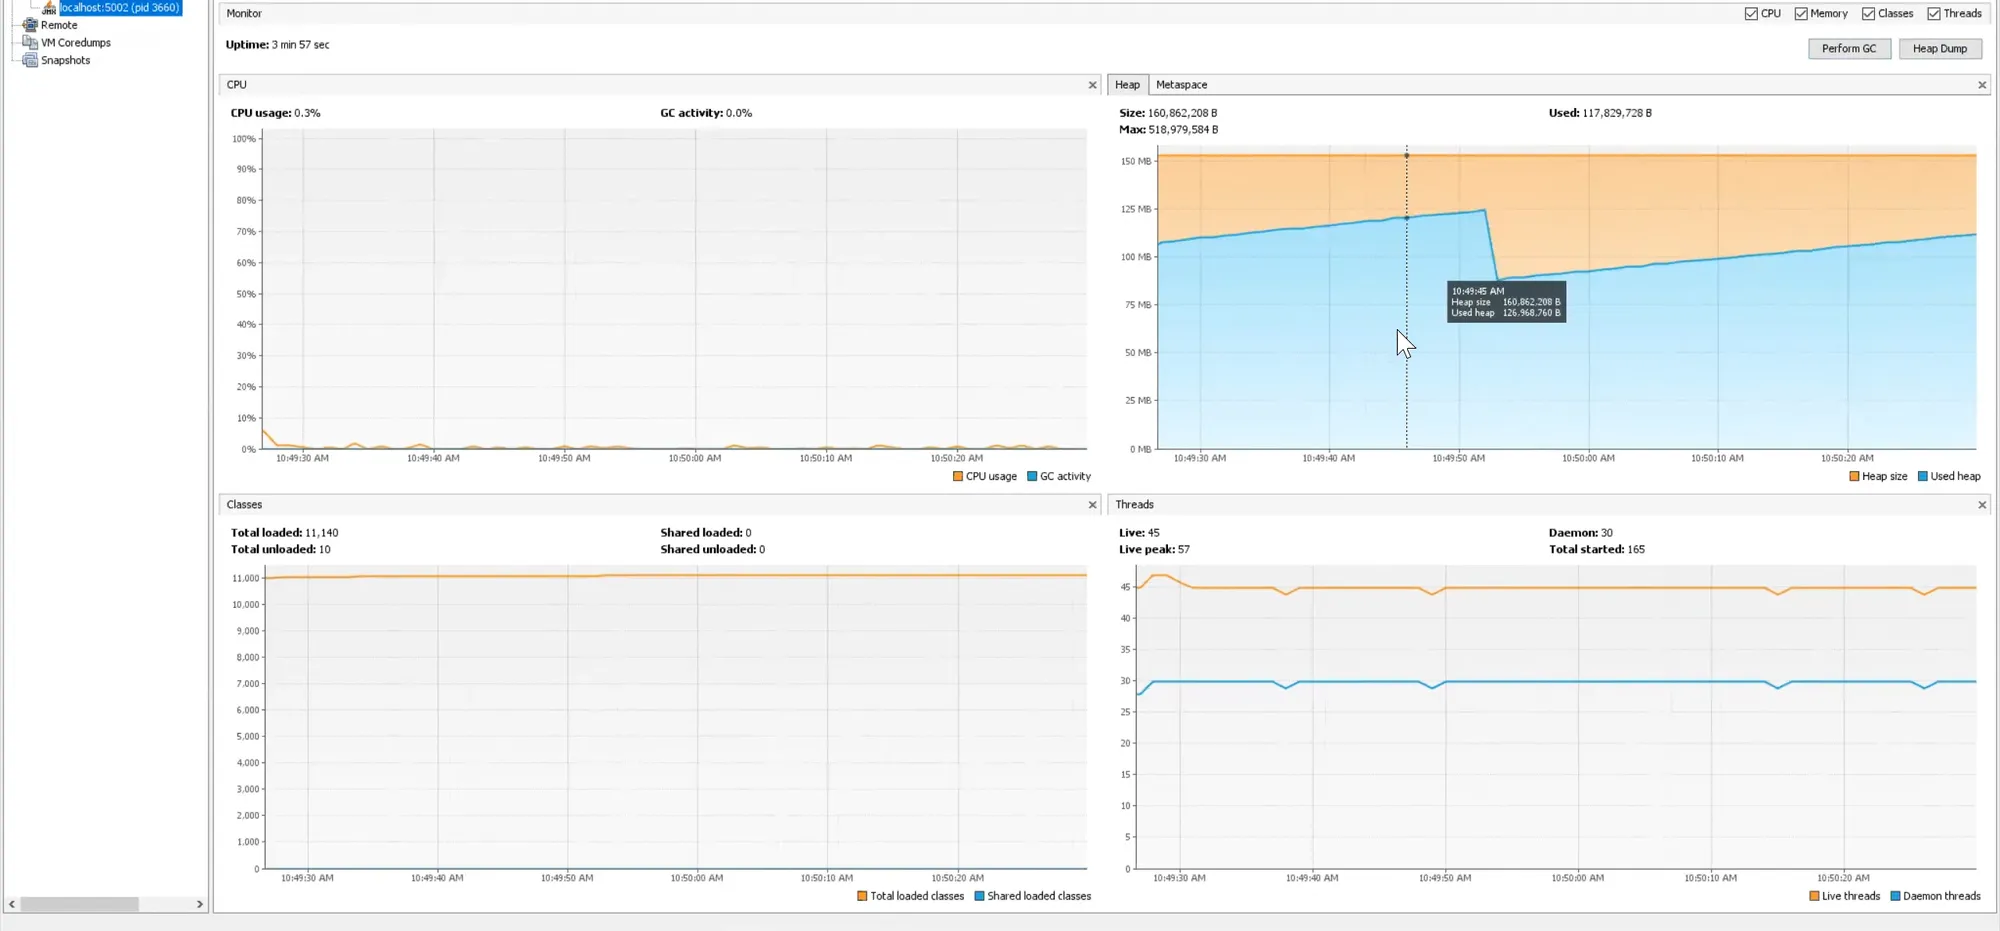 localhost:5002 (pid 3660)
Remote
VM Coredumps
Snapshots
Monitor
CPU Memory Classes Threads
Uptime: 3 min 57 sec
Perform GC Heap Dump
CPU
CPU usage: 0.3% GC activity: 0.0%
100%
90%
80%
70%
60%
50%
40%
30%
20%
10%
0%
10:49:30 AM 10:49:40 AM 10:49:50 AM 10:50:00 AM 10:50:10 AM 10:50:20 AM
CPU usage GC activity
Heap Metaspace
Size: 160,862,208 B Used: 117,829,728 B
Max: 518,979,584 B
150 MB
125 MB
100 MB
75 MB
50 MB
25 MB
0 MB
10:49:45 AM
Heap size 160,862,208 B
Used heap 126,968,760 B
10:49:30 AM 10:49:40 AM 10:49:50 AM 10:50:00 AM 10:50:10 AM 10:50:20 AM
Heap size Used heap
Classes
Total loaded: 11,140 Shared loaded: 0
Total unloaded: 10 Shared unloaded: 0
11,000
10,000
9,000
8,000
7,000
6,000
5,000
4,000
3,000
2,000
1,000
0
10:49:30 AM 10:49:40 AM 10:49:50 AM 10:50:00 AM 10:50:10 AM 10:50:20 AM
Total loaded classes Shared loaded classes
Threads
Live: 45 Daemon: 30
Live peak: 57 Total started: 165
45
40
35
30
25
20
15
10
5
0
10:49:30 AM 10:49:40 AM 10:49:50 AM 10:50:00 AM 10:50:10 AM 10:50:20 AM
Live threads Daemon threads